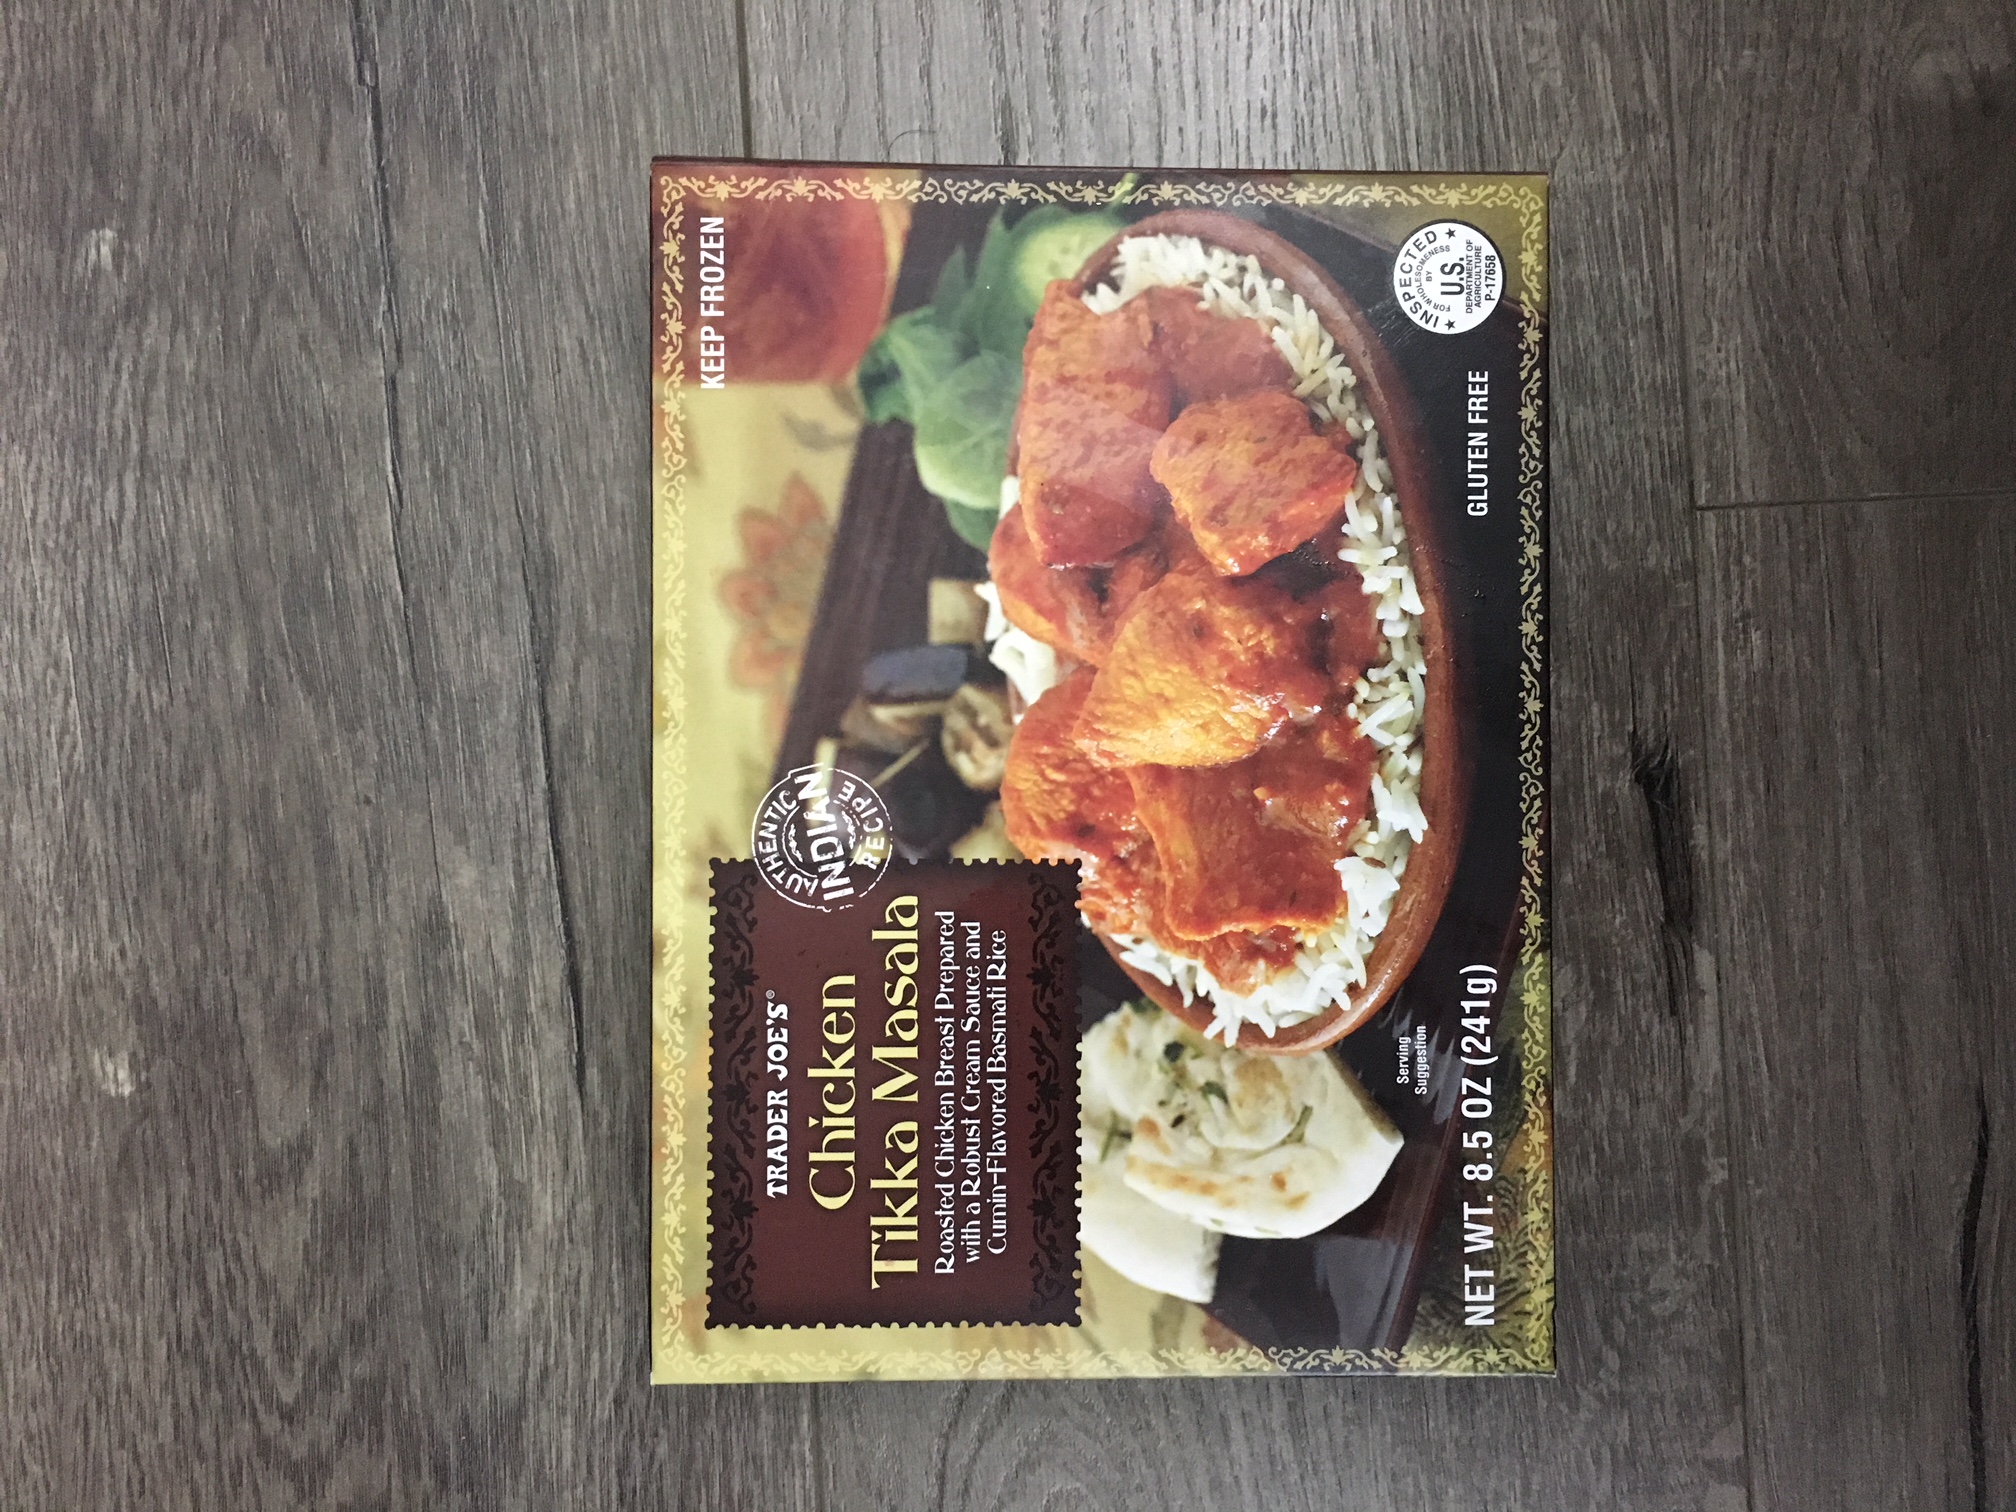 KEEP FROZEN
TRADER JOE'S®
Chicken
Tikka Masala
Roasted Chicken Breast Prepared
with a Robust Cream Sauce and
Cumin-Flavored Basmati Rice
AUTHENTIC
INDIAN
RECIPE
Serving
Suggestion
NET WT. 8.5 OZ (241g)
GLUTEN FREE
INSPECTED
FOR WHOLESOMENESS
BY
U.S.
DEPARTMENT OF
AGRICULTURE
P-17658